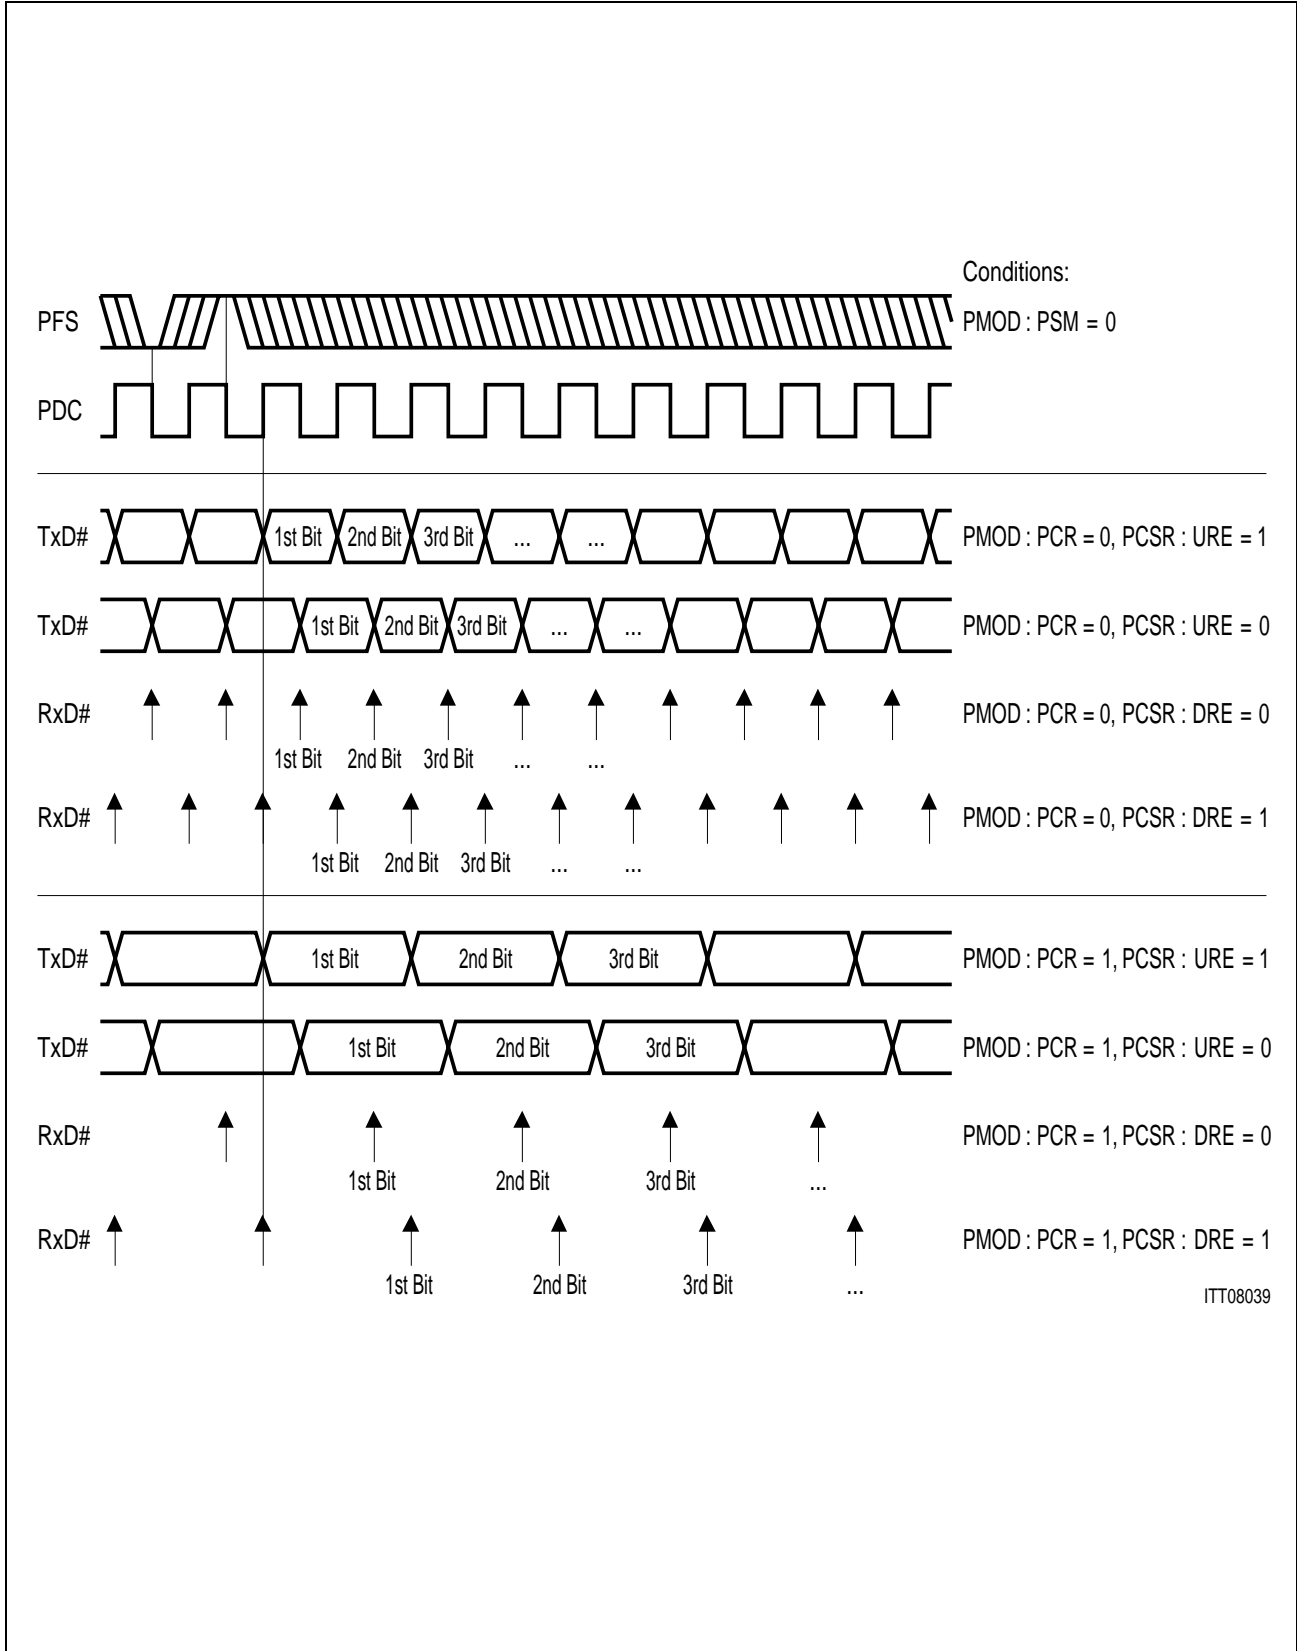 Conditions:
PFS PMOD : PSM = 0
PDC
TxD# 1st Bit 2nd Bit 3rd Bit ... ... PMOD : PCR = 0, PCSR : URE = 1
TxD# 1st Bit 2nd Bit 3rd Bit ... ... PMOD : PCR = 0, PCSR : URE = 0
RxD# PMOD : PCR = 0, PCSR : DRE = 0
1st Bit 2nd Bit 3rd Bit ... ...
RxD# PMOD : PCR = 0, PCSR : DRE = 1
1st Bit 2nd Bit 3rd Bit ... ...
TxD# 1st Bit 2nd Bit 3rd Bit PMOD : PCR = 1, PCSR : URE = 1
TxD# 1st Bit 2nd Bit 3rd Bit PMOD : PCR = 1, PCSR : URE = 0
RxD# PMOD : PCR = 1, PCSR : DRE = 0
1st Bit 2nd Bit 3rd Bit ...
RxD# PMOD : PCR = 1, PCSR : DRE = 1
1st Bit 2nd Bit 3rd Bit ...
ITT08039